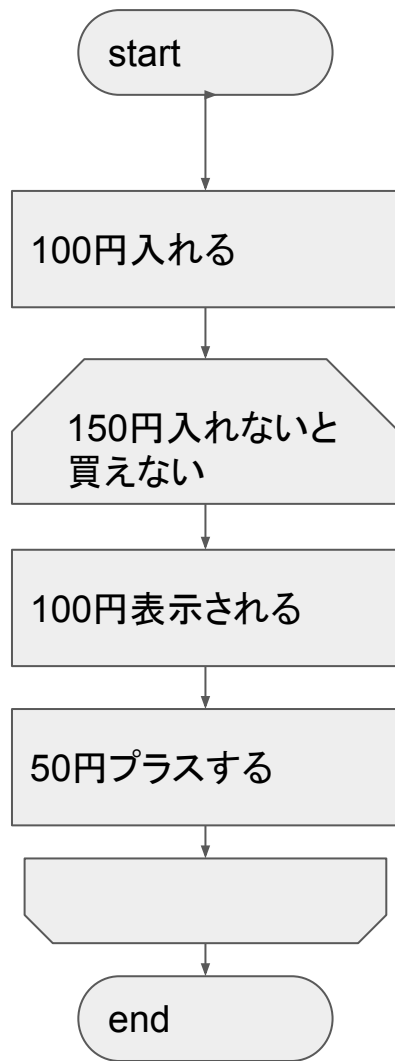 start
100円入れる
150円入れないと
買えない
100円表示される
50円プラスする
end